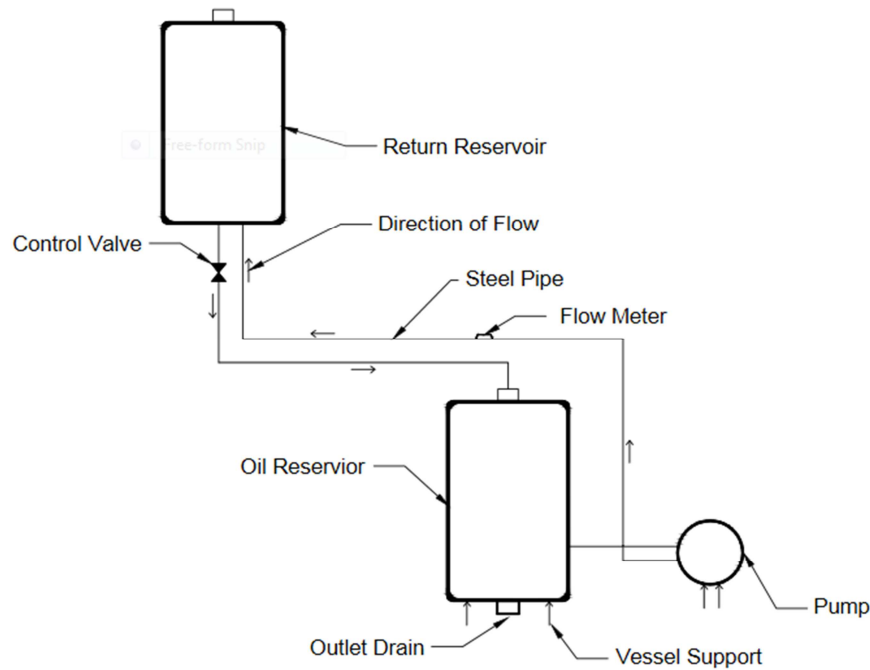 Free-form Snip
Return Reservoir
Control Valve
Direction of Flow
Steel Pipe
Flow Meter
Oil Reservior
Pump
Outlet Drain
Vessel Support